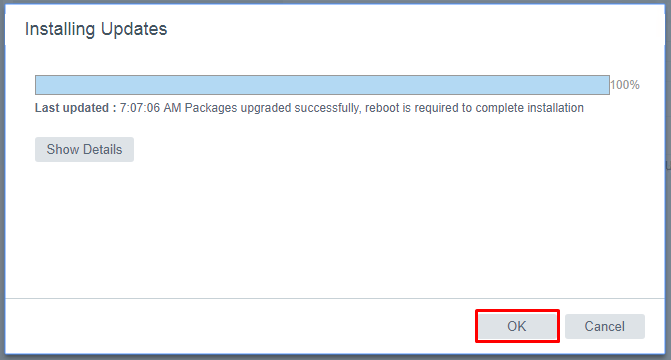 Installing Updates
100%
Last updated : 7:07:06 AM Packages upgraded successfully, reboot is required to complete installation
Show Details
OK
Cancel